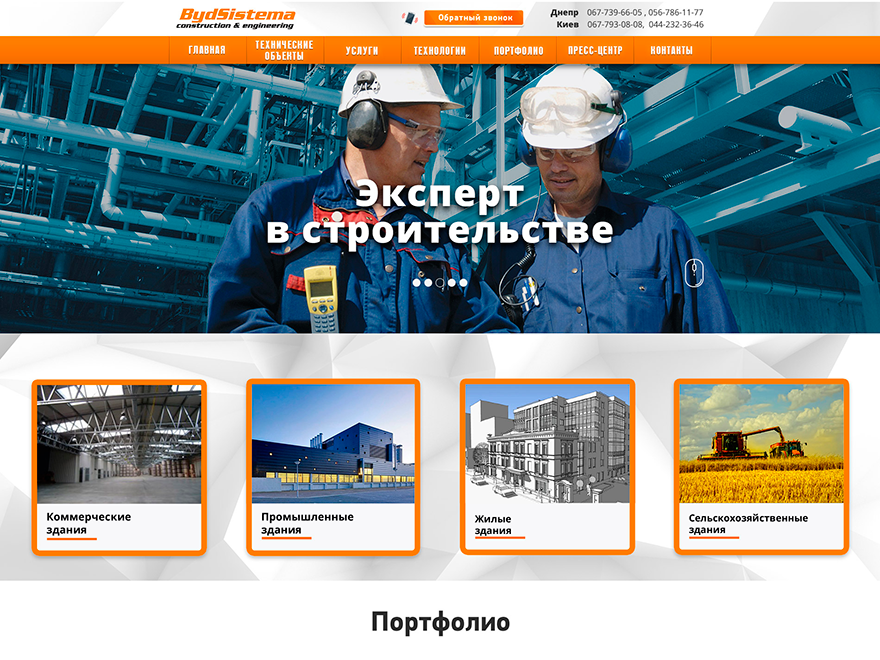 BydSistema
construction & engineering
Обратный звонок
Днепр 067-739-66-05 , 056-786-11-77
Киев 067-793-08-08, 044-232-36-46
ГЛАВНАЯ
ТЕХНИЧЕСКИЕ
ОБЪЕКТЫ
УСЛУГИ
ТЕХНОЛОГИИ
ПОРТФОЛИО
ПРЕСС-ЦЕНТР
КОНТАКТЫ
Эксперт
в строительстве
Коммерческие
здания
Промышленные
здания
Жилые
здания
Сельскохозяйственные
здания
Портфолио